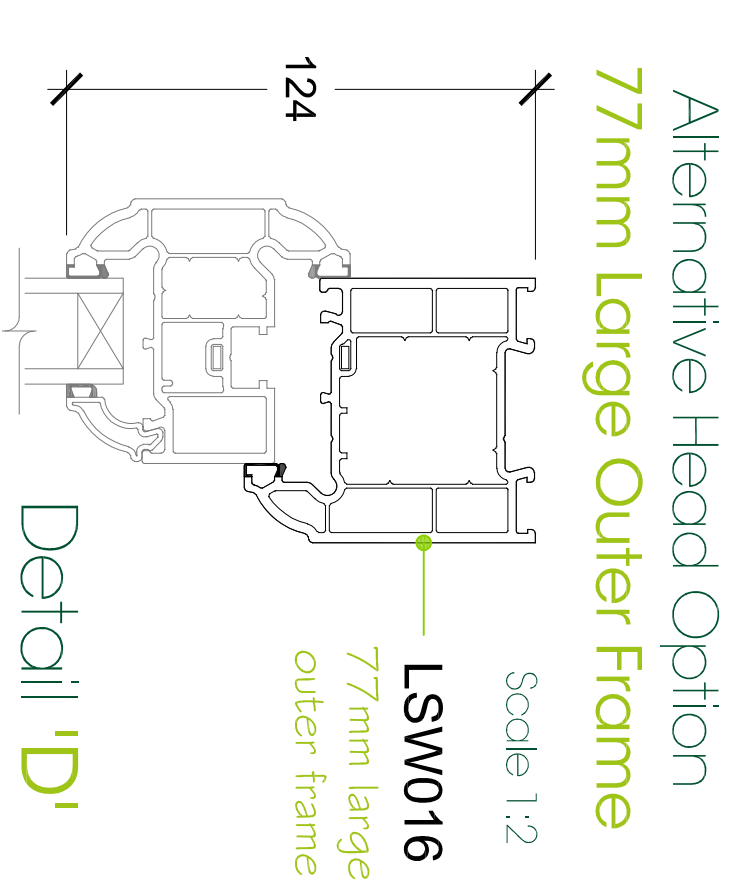 Alternative Head Option
77mm Large Outer Frame
Scale 1:2
124
LSW016
77mm large
outer frame
Detail 'D'